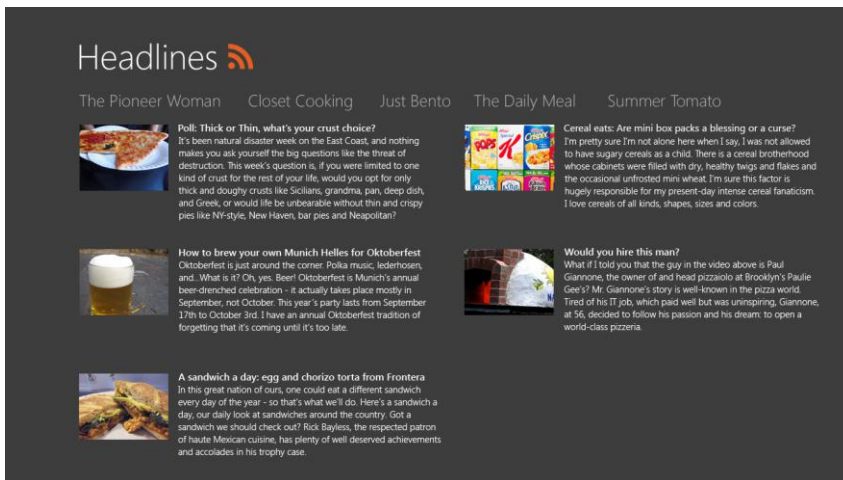 Headlines
The Pioneer Woman Closet Cooking Just Bento The Daily Meal Summer Tomato
Poll: Thick or Thin, what's your crust choice?
It's been natural disaster week on the East Coast, and nothing
makes you ask yourself the big questions like the threat of
destruction. This week's question is, if you were limited to one
kind of crust for the rest of your life, would you opt for only
thick and doughy crusts like Sicilians, grandma, pan, deep dish,
and Greek, or would life be unbearable without thin and crispy
pies like NY-style, New Haven, bar pies and Neapolitan?
How to brew your own Munich Helles for Oktoberfest
Oktoberfest is just around the corner. Polka music, lederhosen,
and...What is it? Oh, yes. Beer! Oktoberfest is Munich's annual
beer-drenched celebration - it actually takes place mostly in
September, not October. This year's party lasts from September
17th to October 3rd. I have an annual Oktoberfest tradition of
forgetting that it's coming until it's too late.
A sandwich a day: egg and chorizo torta from Frontera
In this great nation of ours, one could eat a different sandwich
every day of the year - so that's what we'll do. Here's a sandwich a
day, our daily look at sandwiches around the country. Got a
sandwich we should check out? Rick Bayless, the respected patron
of haute Mexican cuisine, has plenty of well deserved achievements
and accolades in his trophy case.
Cereal eats: Are mini box packs a blessing or a curse?
I'm pretty sure I'm not alone here when I say, I was not allowed
to have sugary cereals as a child. There is a cereal brotherhood
whose cabinets were filled with dry, healthy twigs and flakes and
the occasional unfrosted mini wheat. I'm sure this factor is
hugely responsible for my present-day intense cereal fanaticism.
I love cereals of all kinds, shapes, sizes and colors.
POPS
Crispix
KRISPIES
Would you hire this man?
What if I told you that the guy in the video above is Paul
Giannone, the owner of and head pizzaiolo at Brooklyn's Paulie
Gee's? Mr. Giannone's story is well-known in the pizza world.
Tired of his IT job, which paid well but was uninspiring, Giannone,
at 56, decided to follow his passion and his dream: to open a
world-class pizzeria.